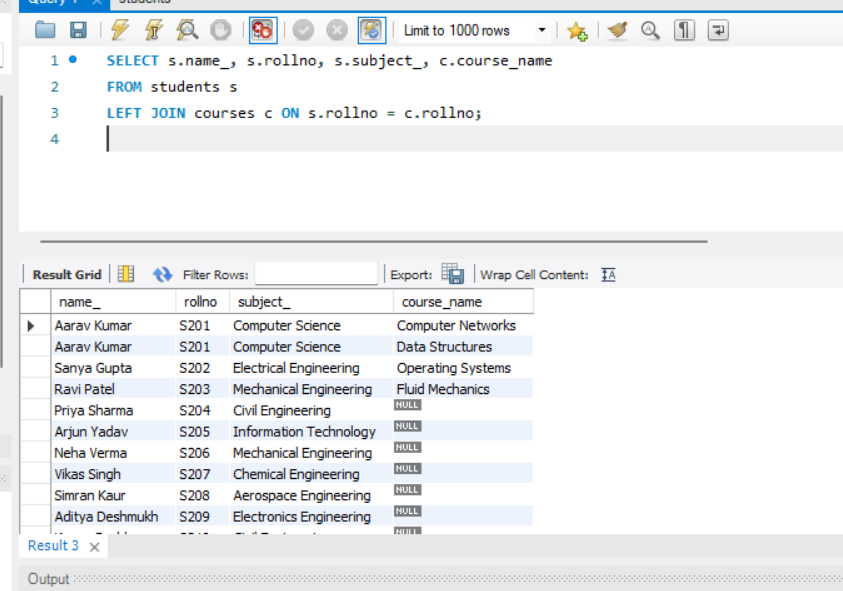 Query 1
students
Limit to 1000 rows
1 SELECT s.name_, s.rollno, s.subject_, c.course_name
2 FROM students s
3 LEFT JOIN courses c ON s.rollno = c.rollno;
4
Result Grid Filter Rows: Export: Wrap Cell Content:
name_ rollno subject_ course_name
Aarav Kumar S201 Computer Science Computer Networks
Aarav Kumar S201 Computer Science Data Structures
Sanya Gupta S202 Electrical Engineering Operating Systems
Ravi Patel S203 Mechanical Engineering Fluid Mechanics
Priya Sharma S204 Civil Engineering NULL
Arjun Yadav S205 Information Technology NULL
Neha Verma S206 Mechanical Engineering NULL
Vikas Singh S207 Chemical Engineering NULL
Simran Kaur S208 Aerospace Engineering NULL
Aditya Deshmukh S209 Electronics Engineering NULL
NULL
Result 3
Output